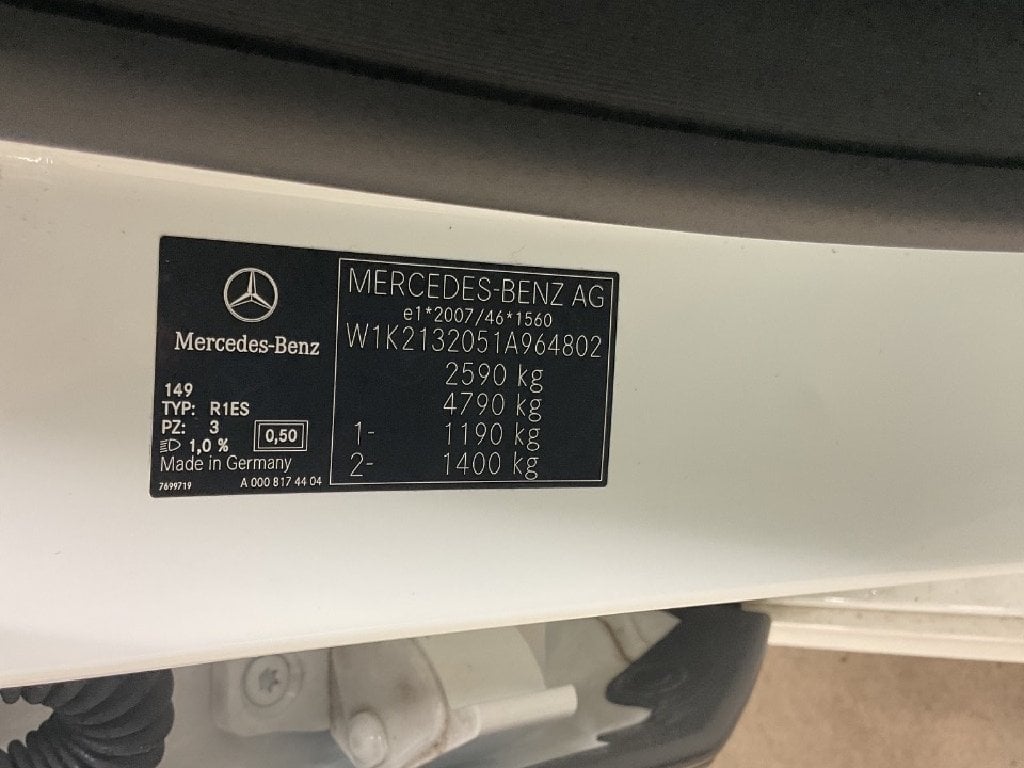 Mercedes-Benz
149
TYP: R1ES
PZ: 3
1,0 %
0,50
Made in Germany
7699719
A 000 817 44 04
MERCEDES-BENZ AG
e1*2007/46*1560
W1K2132051A964802
2590 kg
4790 kg
1- 1190 kg
2- 1400 kg